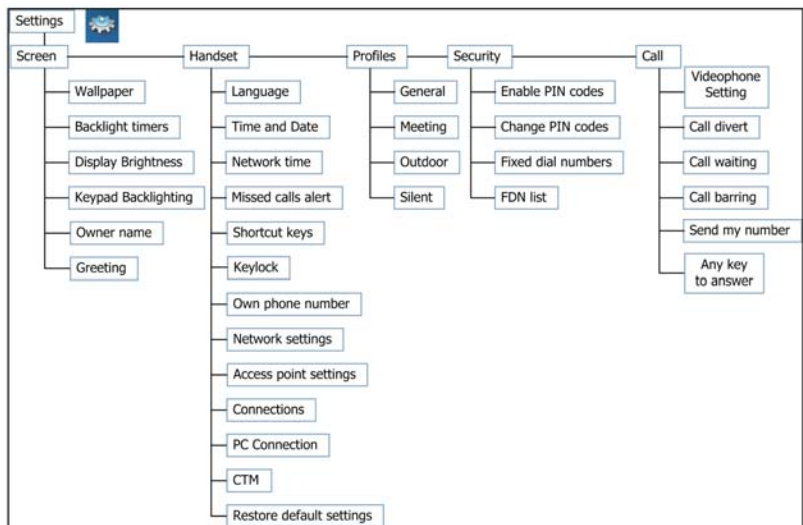 Settings
Screen
Wallpaper
Backlight timers
Display Brightness
Keypad Backlighting
Owner name
Greeting
Handset
Language
Time and Date
Network time
Missed calls alert
Shortcut keys
Keylock
Own phone number
Network settings
Access point settings
Connections
PC Connection
CTM
Restore default settings
Profiles
General
Meeting
Outdoor
Silent
Security
Enable PIN codes
Change PIN codes
Fixed dial numbers
FDN list
Call
Videophone
Setting
Call divert
Call waiting
Call barring
Send my number
Any key
to answer